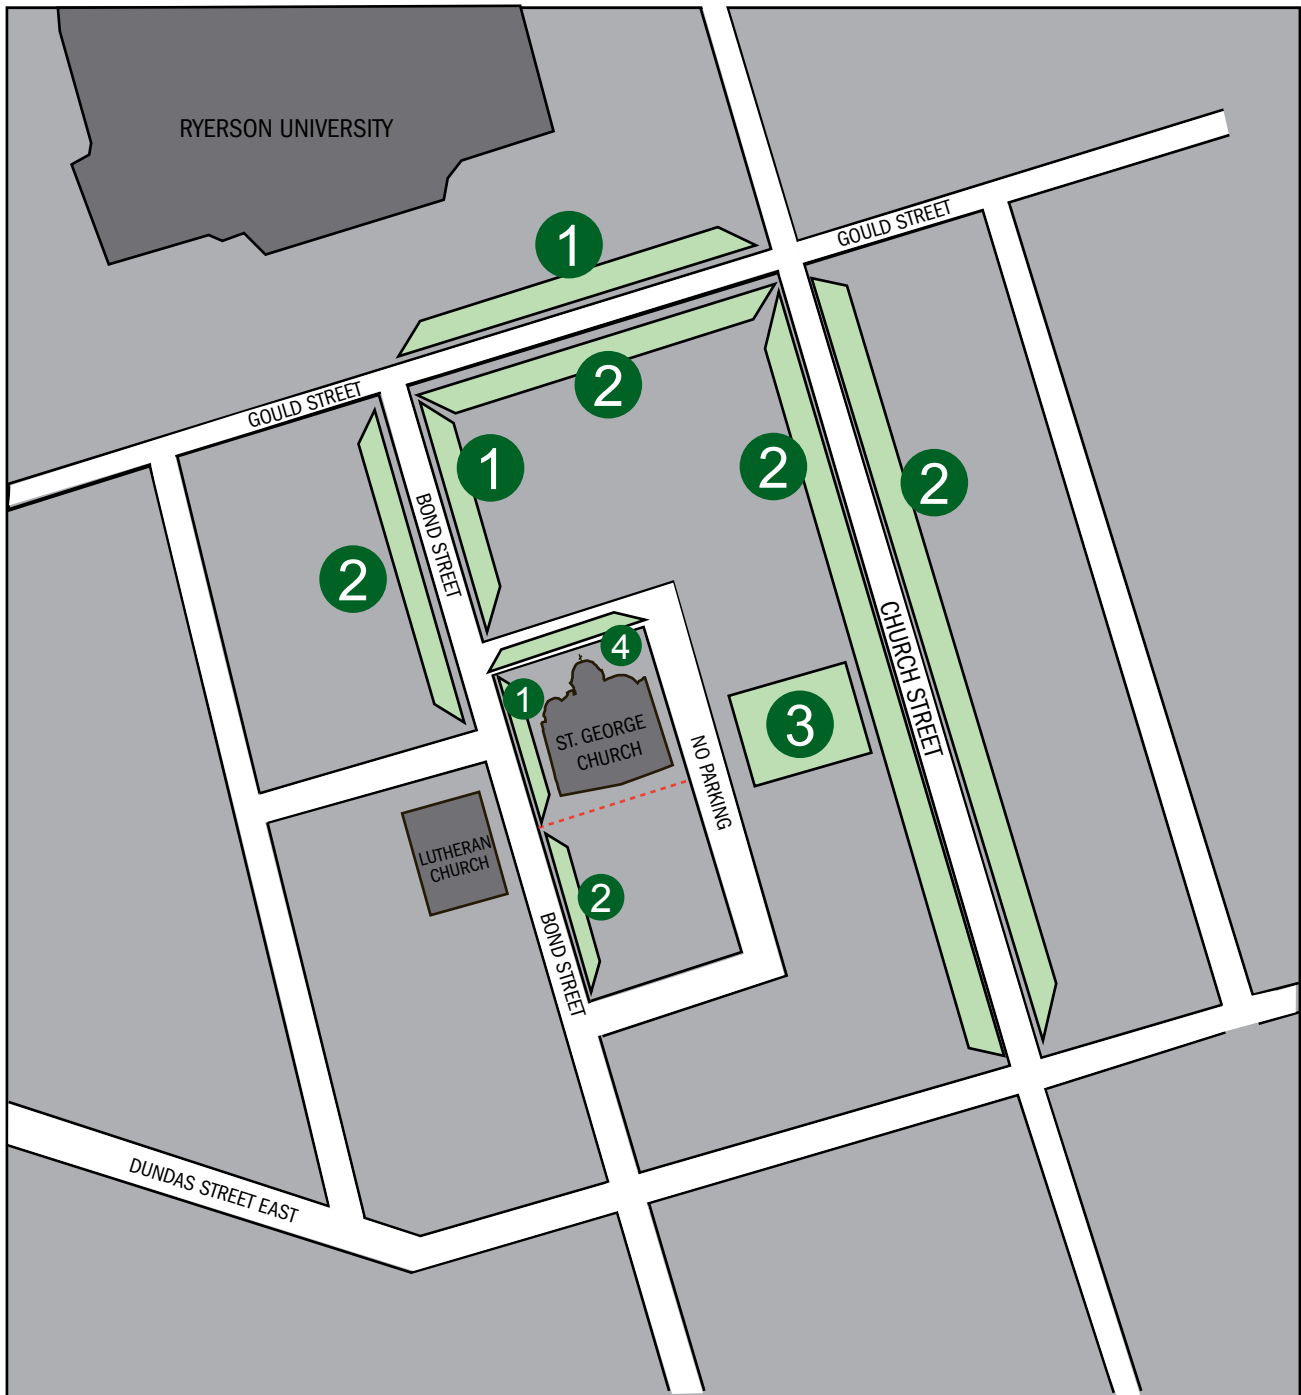 RYERSON UNIVERSITY
1
GOULD STREET
2
GOULD STREET
1
2
2
BOND STREET
2
4
1
ST. GEORGE
CHURCH
CHURCH STREET
3
NO PARKING
LUTHERAN
CHURCH
2
BOND STREET
DUNDAS STREET EAST